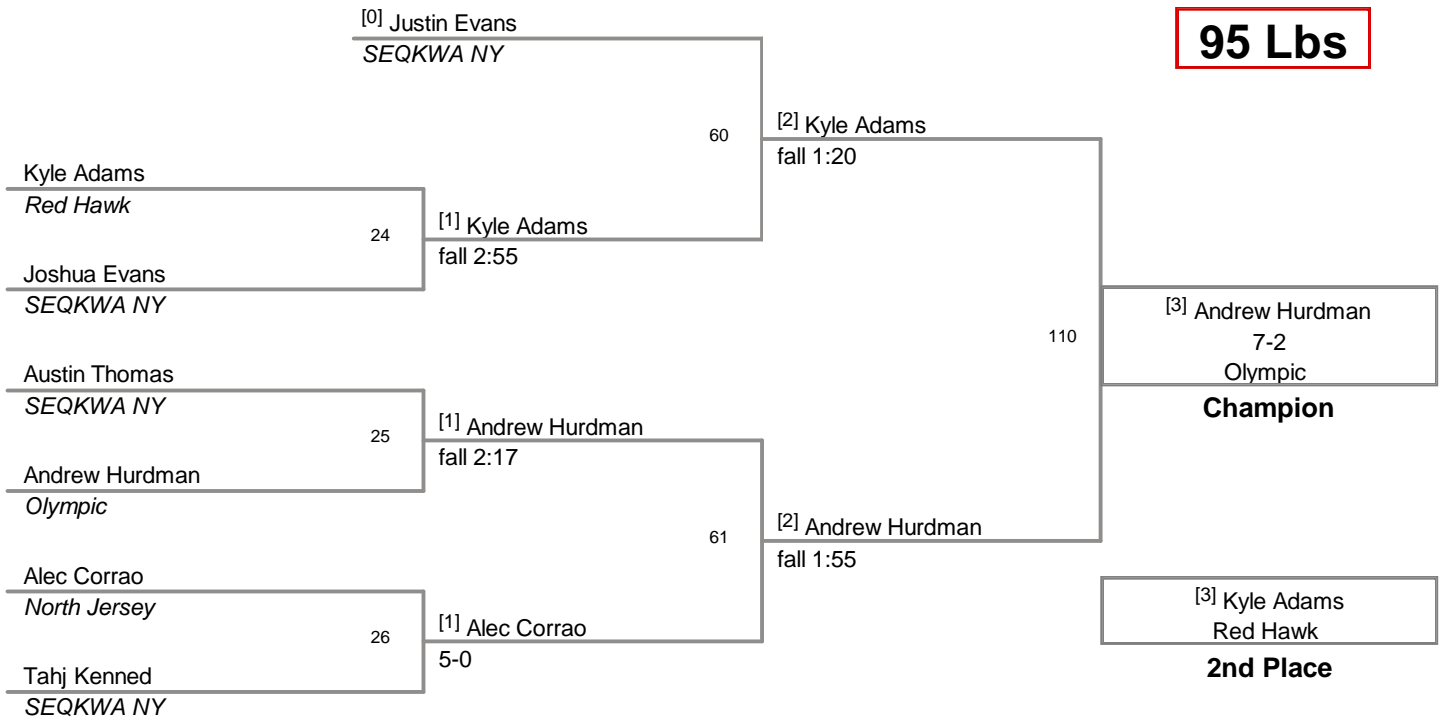 [0] Justin Evans
SEQKWA NY
95 Lbs
60
[2] Kyle Adams
fall 1:20
Kyle Adams
Red Hawk
24
[1] Kyle Adams
fall 2:55
Joshua Evans
SEQKWA NY
110
[3] Andrew Hurdman
7-2
Olympic
Champion
Austin Thomas
SEQKWA NY
25
[1] Andrew Hurdman
fall 2:17
Andrew Hurdman
Olympic
61
[2] Andrew Hurdman
fall 1:55
Alec Corrao
North Jersey
26
[1] Alec Corrao
5-0
Tahj Kenned
SEQKWA NY
[3] Kyle Adams
Red Hawk
2nd Place